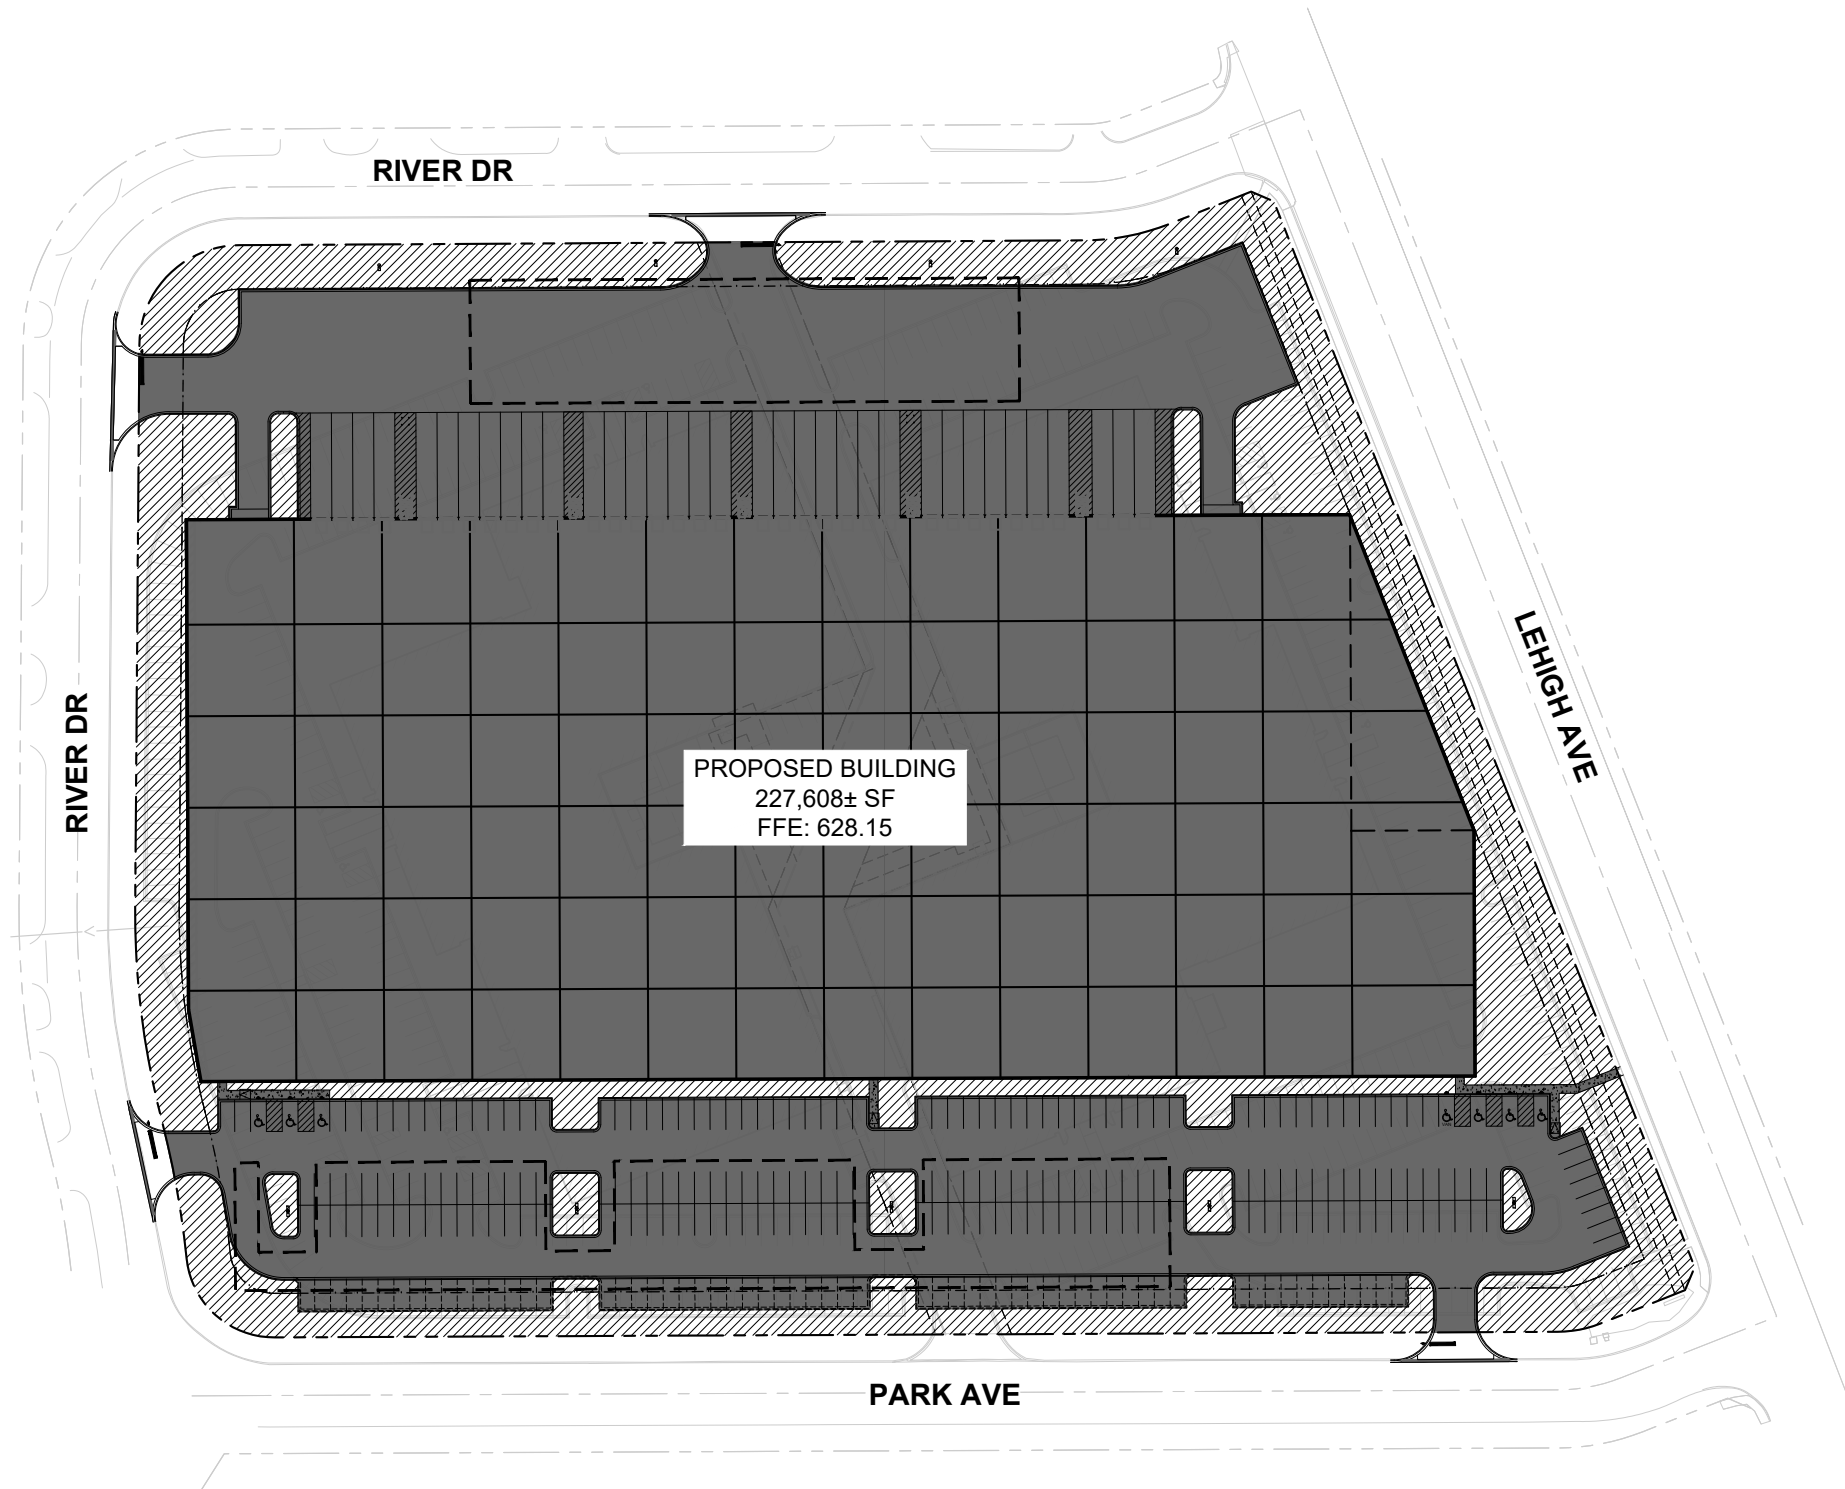 RIVER DR
RIVER DR
LEHIGH AVE
PROPOSED BUILDING
227,608± SF
FFE: 628.15
PARK AVE